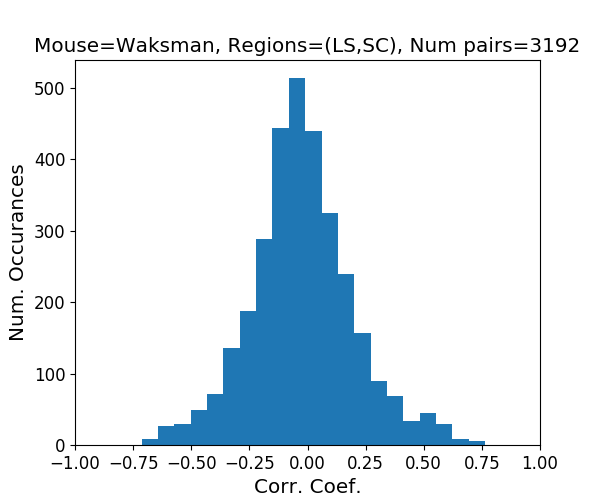 Mouse=Waksman, Regions=(LS,SC), Num pairs=3192
500
400
300
200
100
0
Num. Occurances
−1.00 −0.75 −0.50 −0.25 0.00 0.25 0.50 0.75 1.00
Corr. Coef.